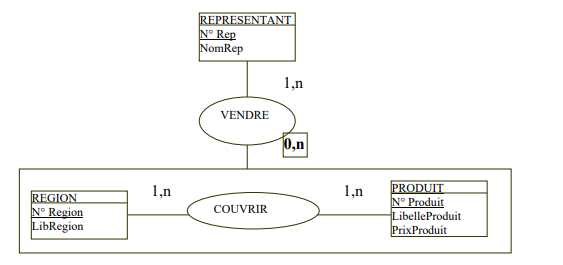 REPRESENTANT
N° Rep
NomRep
1,n
VENDRE
0,n
1,n
1,n
REGION
N° Region
LibRegion
COUVRIR
PRODUIT
N° Produit
LibelleProduit
PrixProduit